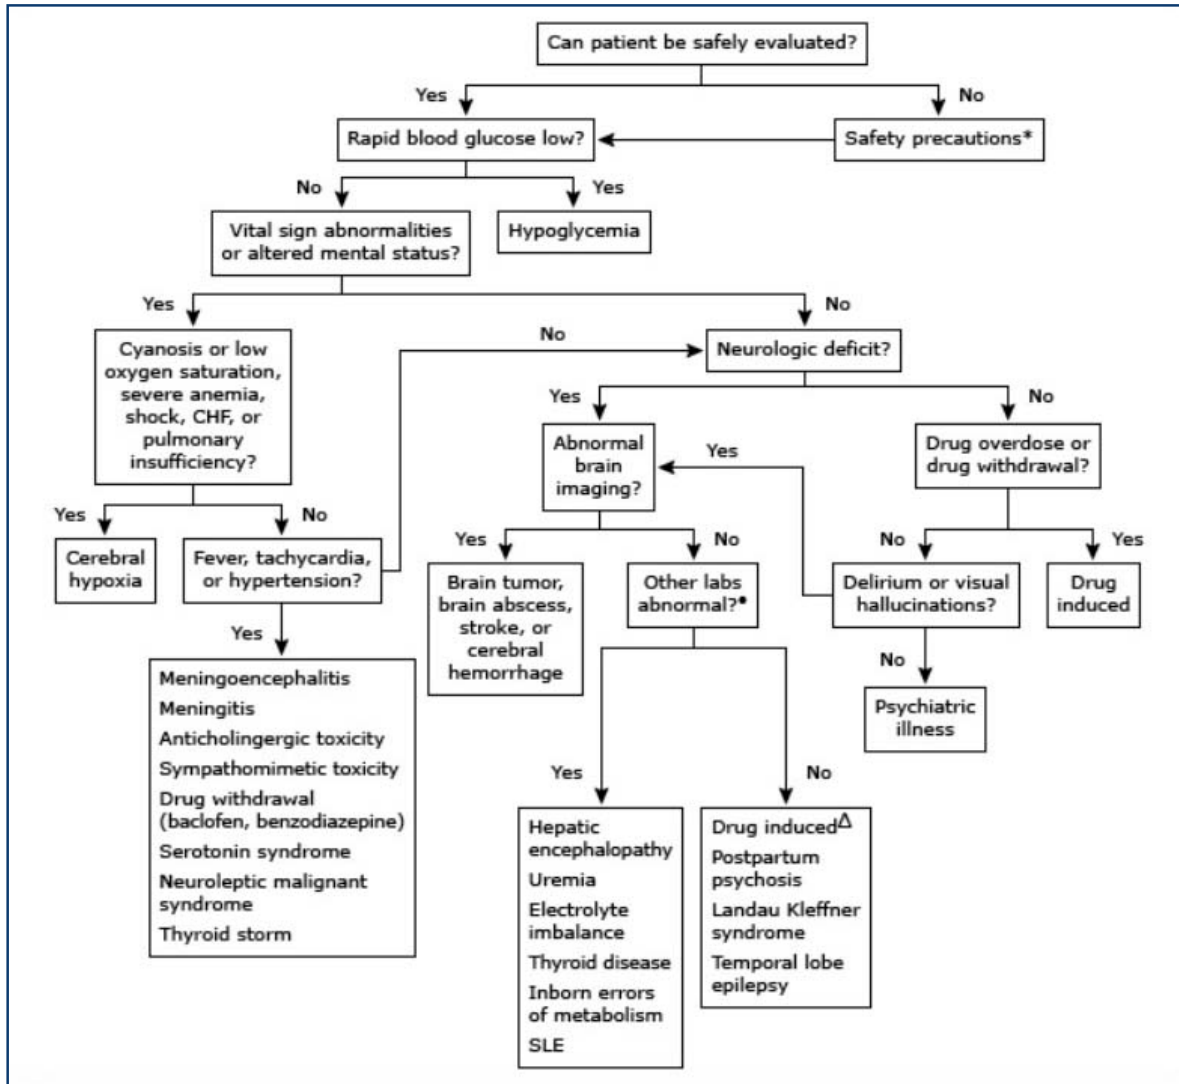 Can patient be safely evaluated?
Yes
No
Rapid blood glucose low?
Safety precautions*
No
Yes
Vital sign abnormalities
or altered mental status?
Hypoglycemia
Yes
No
Cyanosis or low
oxygen saturation,
severe anemia,
shock, CHF, or
pulmonary
insufficiency?
No
Neurologic deficit?
Yes
No
Abnormal
brain
imaging?
Yes
Drug overdose or
drug withdrawal?
Yes
No
Cerebral
hypoxia
Fever, tachycardia,
or hypertension?
Yes
No
Brain tumor,
brain abscess,
stroke, or
cerebral
hemorrhage
Other labs
abnormal?•
No
Yes
Delirium or visual
hallucinations?
Drug
induced
Yes
No
Meningoencephalitis
Meningitis
Anticholingergic toxicity
Sympathomimetic toxicity
Drug withdrawal
(baclofen, benzodiazepine)
Serotonin syndrome
Neuroleptic malignant
syndrome
Thyroid storm
Psychiatric
illness
Yes
No
Hepatic
encephalopathy
Uremia
Electrolyte
imbalance
Thyroid disease
Inborn errors
of metabolism
SLE
Drug inducedΔ
Postpartum
psychosis
Landau Kleffner
syndrome
Temporal lobe
epilepsy